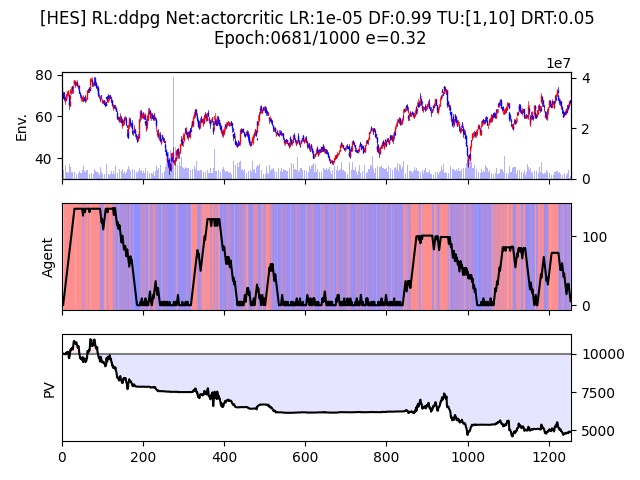 [HES] RL:ddpg Net:actorcritic LR:1e-05 DF:0.99 TU:[1,10] DRT:0.05
Epoch:0681/1000 e=0.32
1e7
80
60
40
Env.
4
2
0
Agent
100
0
PV
10000
7500
5000
0 200 400 600 800 1000 1200